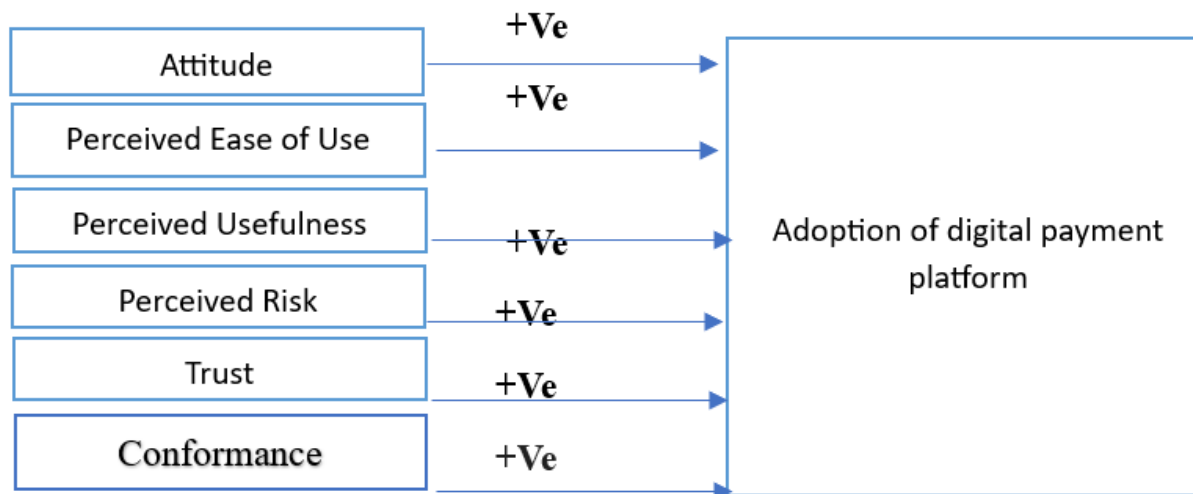 +Ve
Attitude
+Ve
Perceived Ease of Use
Perceived Usefulness
+Ve
Adoption of digital payment
platform
Perceived Risk
+Ve
Trust
+Ve
Conformance
+Ve